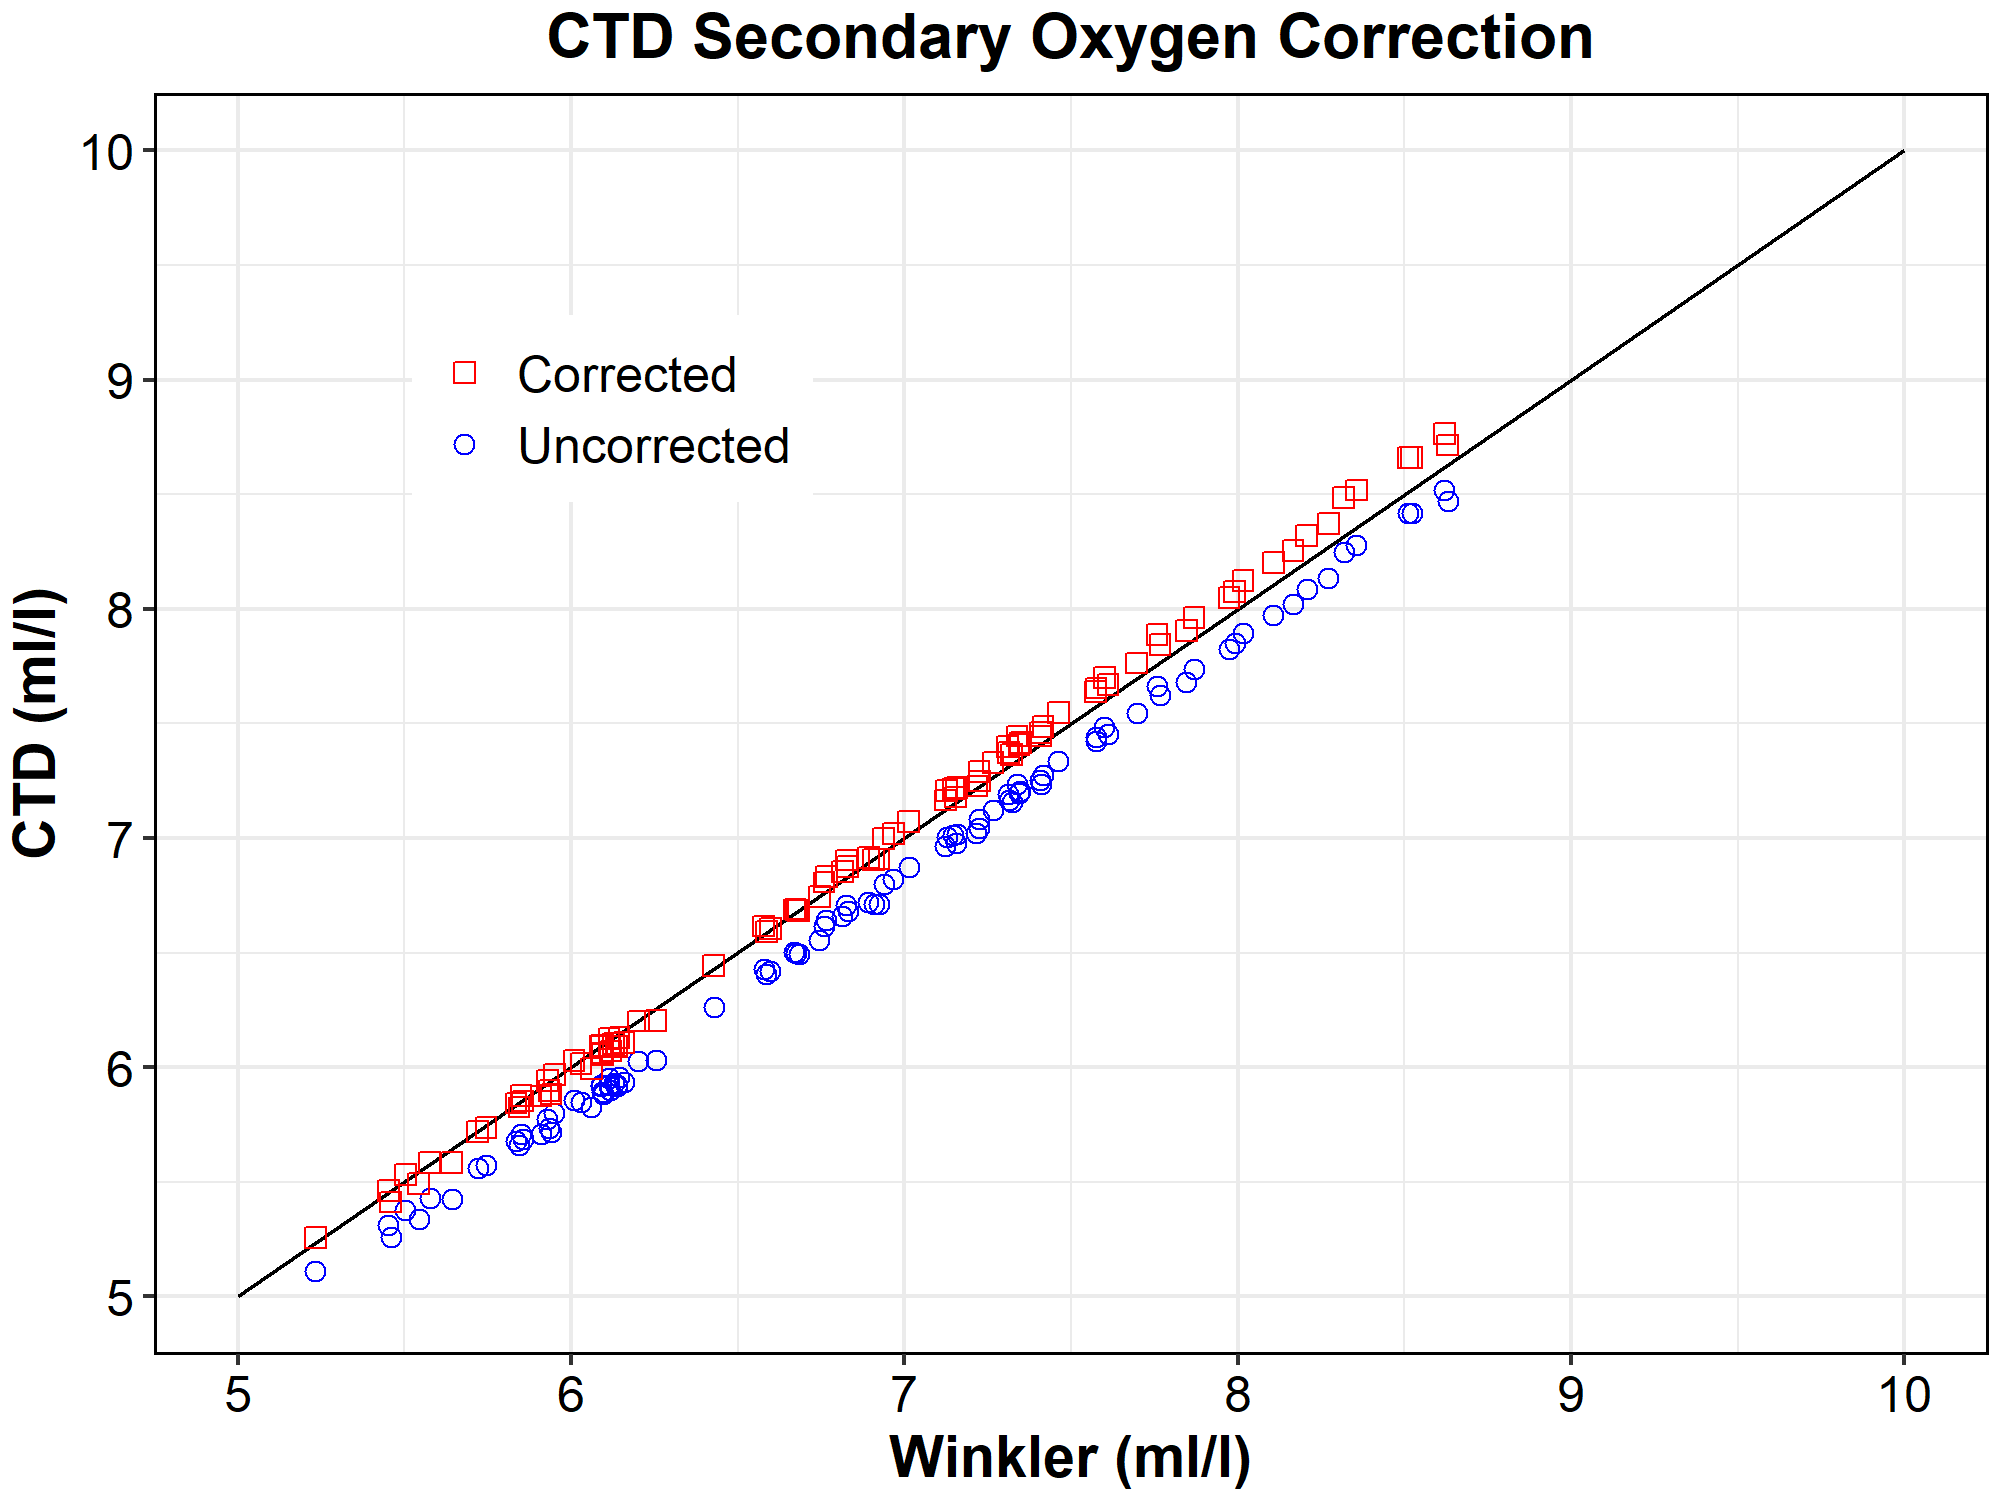 CTD Secondary Oxygen Correction
10
9
8
7
6
5
CTD (ml/l)
Corrected
Uncorrected
5 6 7 8 9 10
Winkler (ml/l)